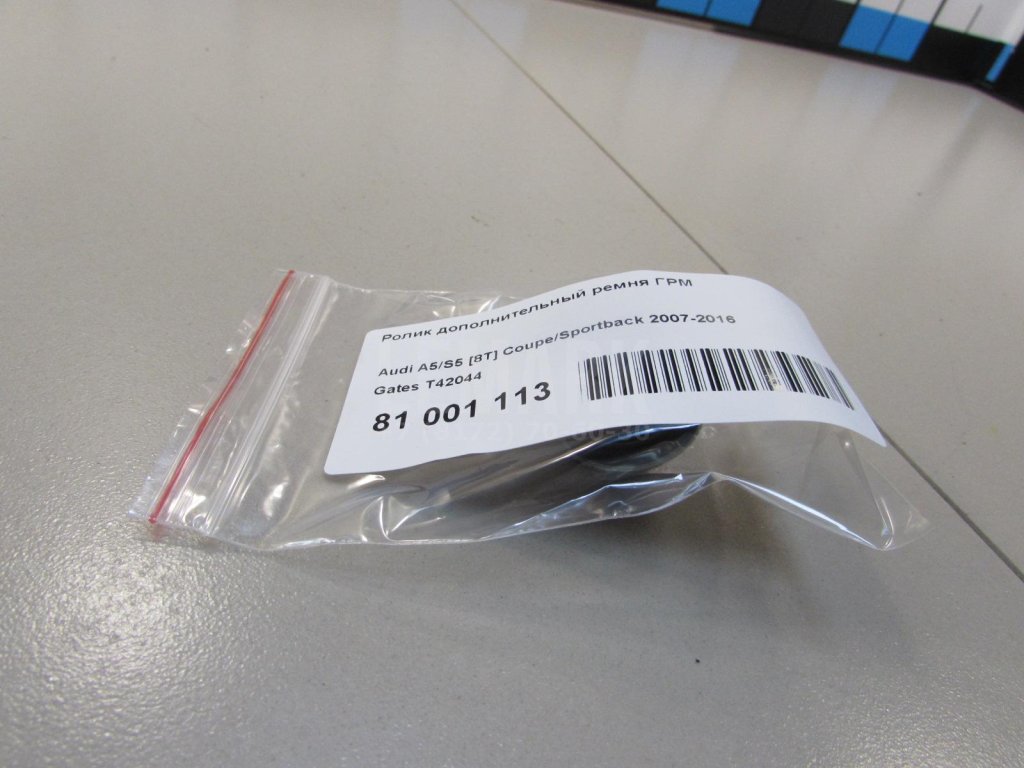 Ролик дополнительный ремня ГРМ
Audi A5/S5 [8T] Coupe/Sportback 2007-2016
Gates T42044
81 001 113